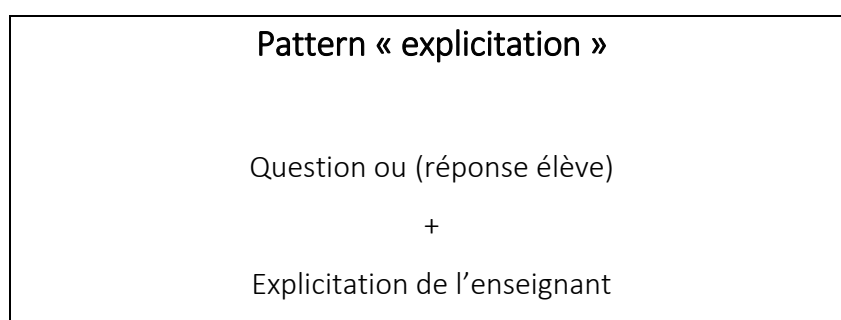 Pattern « explicitation »
Question ou (réponse élève)
+
Explicitation de l’enseignant